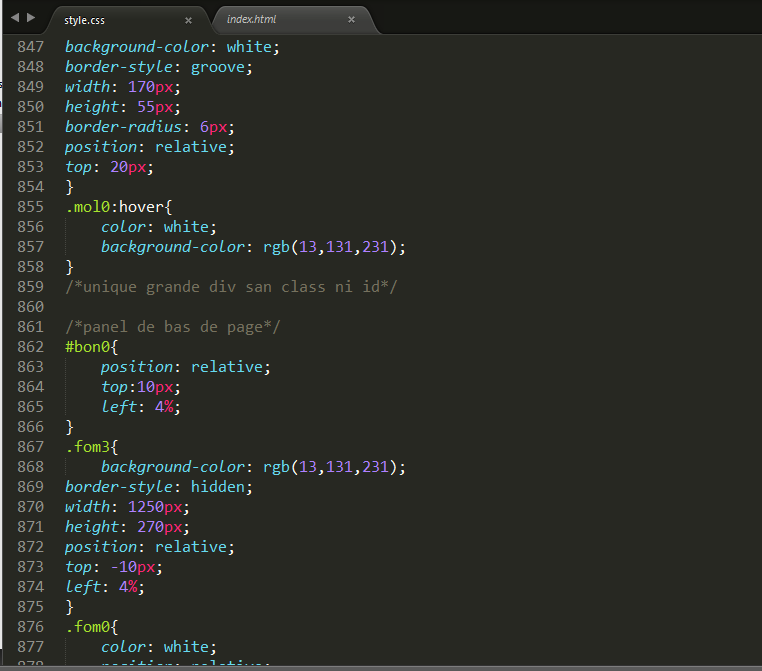 style.css × index.html ×
847 background-color: white;
848 border-style: groove;
849 width: 170px;
850 height: 55px;
851 border-radius: 6px;
852 position: relative;
853 top: 20px;
854 }
855 .mol0:hover{
856 color: white;
857 background-color: rgb(13,131,231);
858 }
859 /*unique grande div san class ni id*/
860
861 /*panel de bas de page*/
862 #bon0{
863 position: relative;
864 top:10px;
865 left: 4%;
866 }
867 .fom3{
868 background-color: rgb(13,131,231);
869 border-style: hidden;
870 width: 1250px;
871 height: 270px;
872 position: relative;
873 top: -10px;
874 left: 4%;
875 }
876 .fom0{
877 color: white;
878 position: relative;